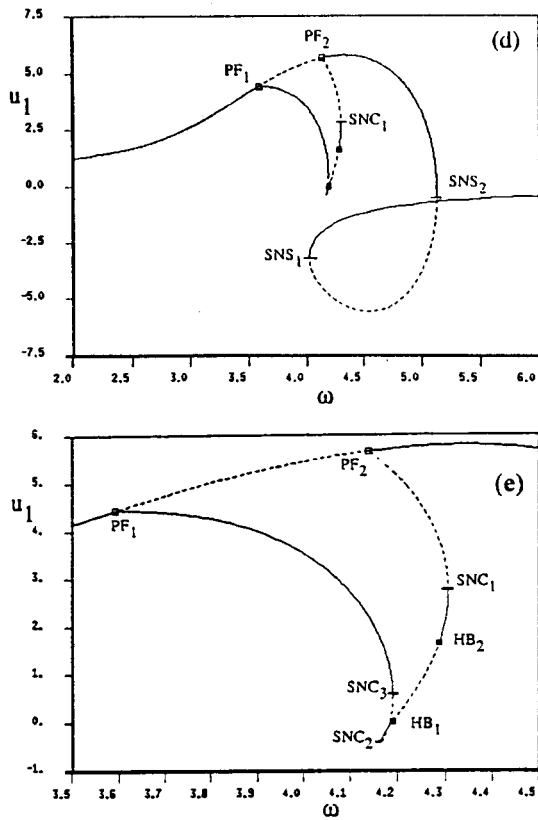 (d)
PF2
PF1
u1
7.5
5.0
2.5
0.0
-2.5
-5.0
-7.5
SNC1
SNS2
SNS1
2.0 2.5 3.0 3.5 4.0 4.5 5.0 5.5 6.0
ω
(e)
u1
6.
5.
4.
3.
2.
1.
0.
-1.
PF2
PF1
SNC1
HB2
SNC3
HB1
SNC2
3.5 3.6 3.7 3.8 3.9 4.0 4.1 4.2 4.3 4.4 4.5
ω